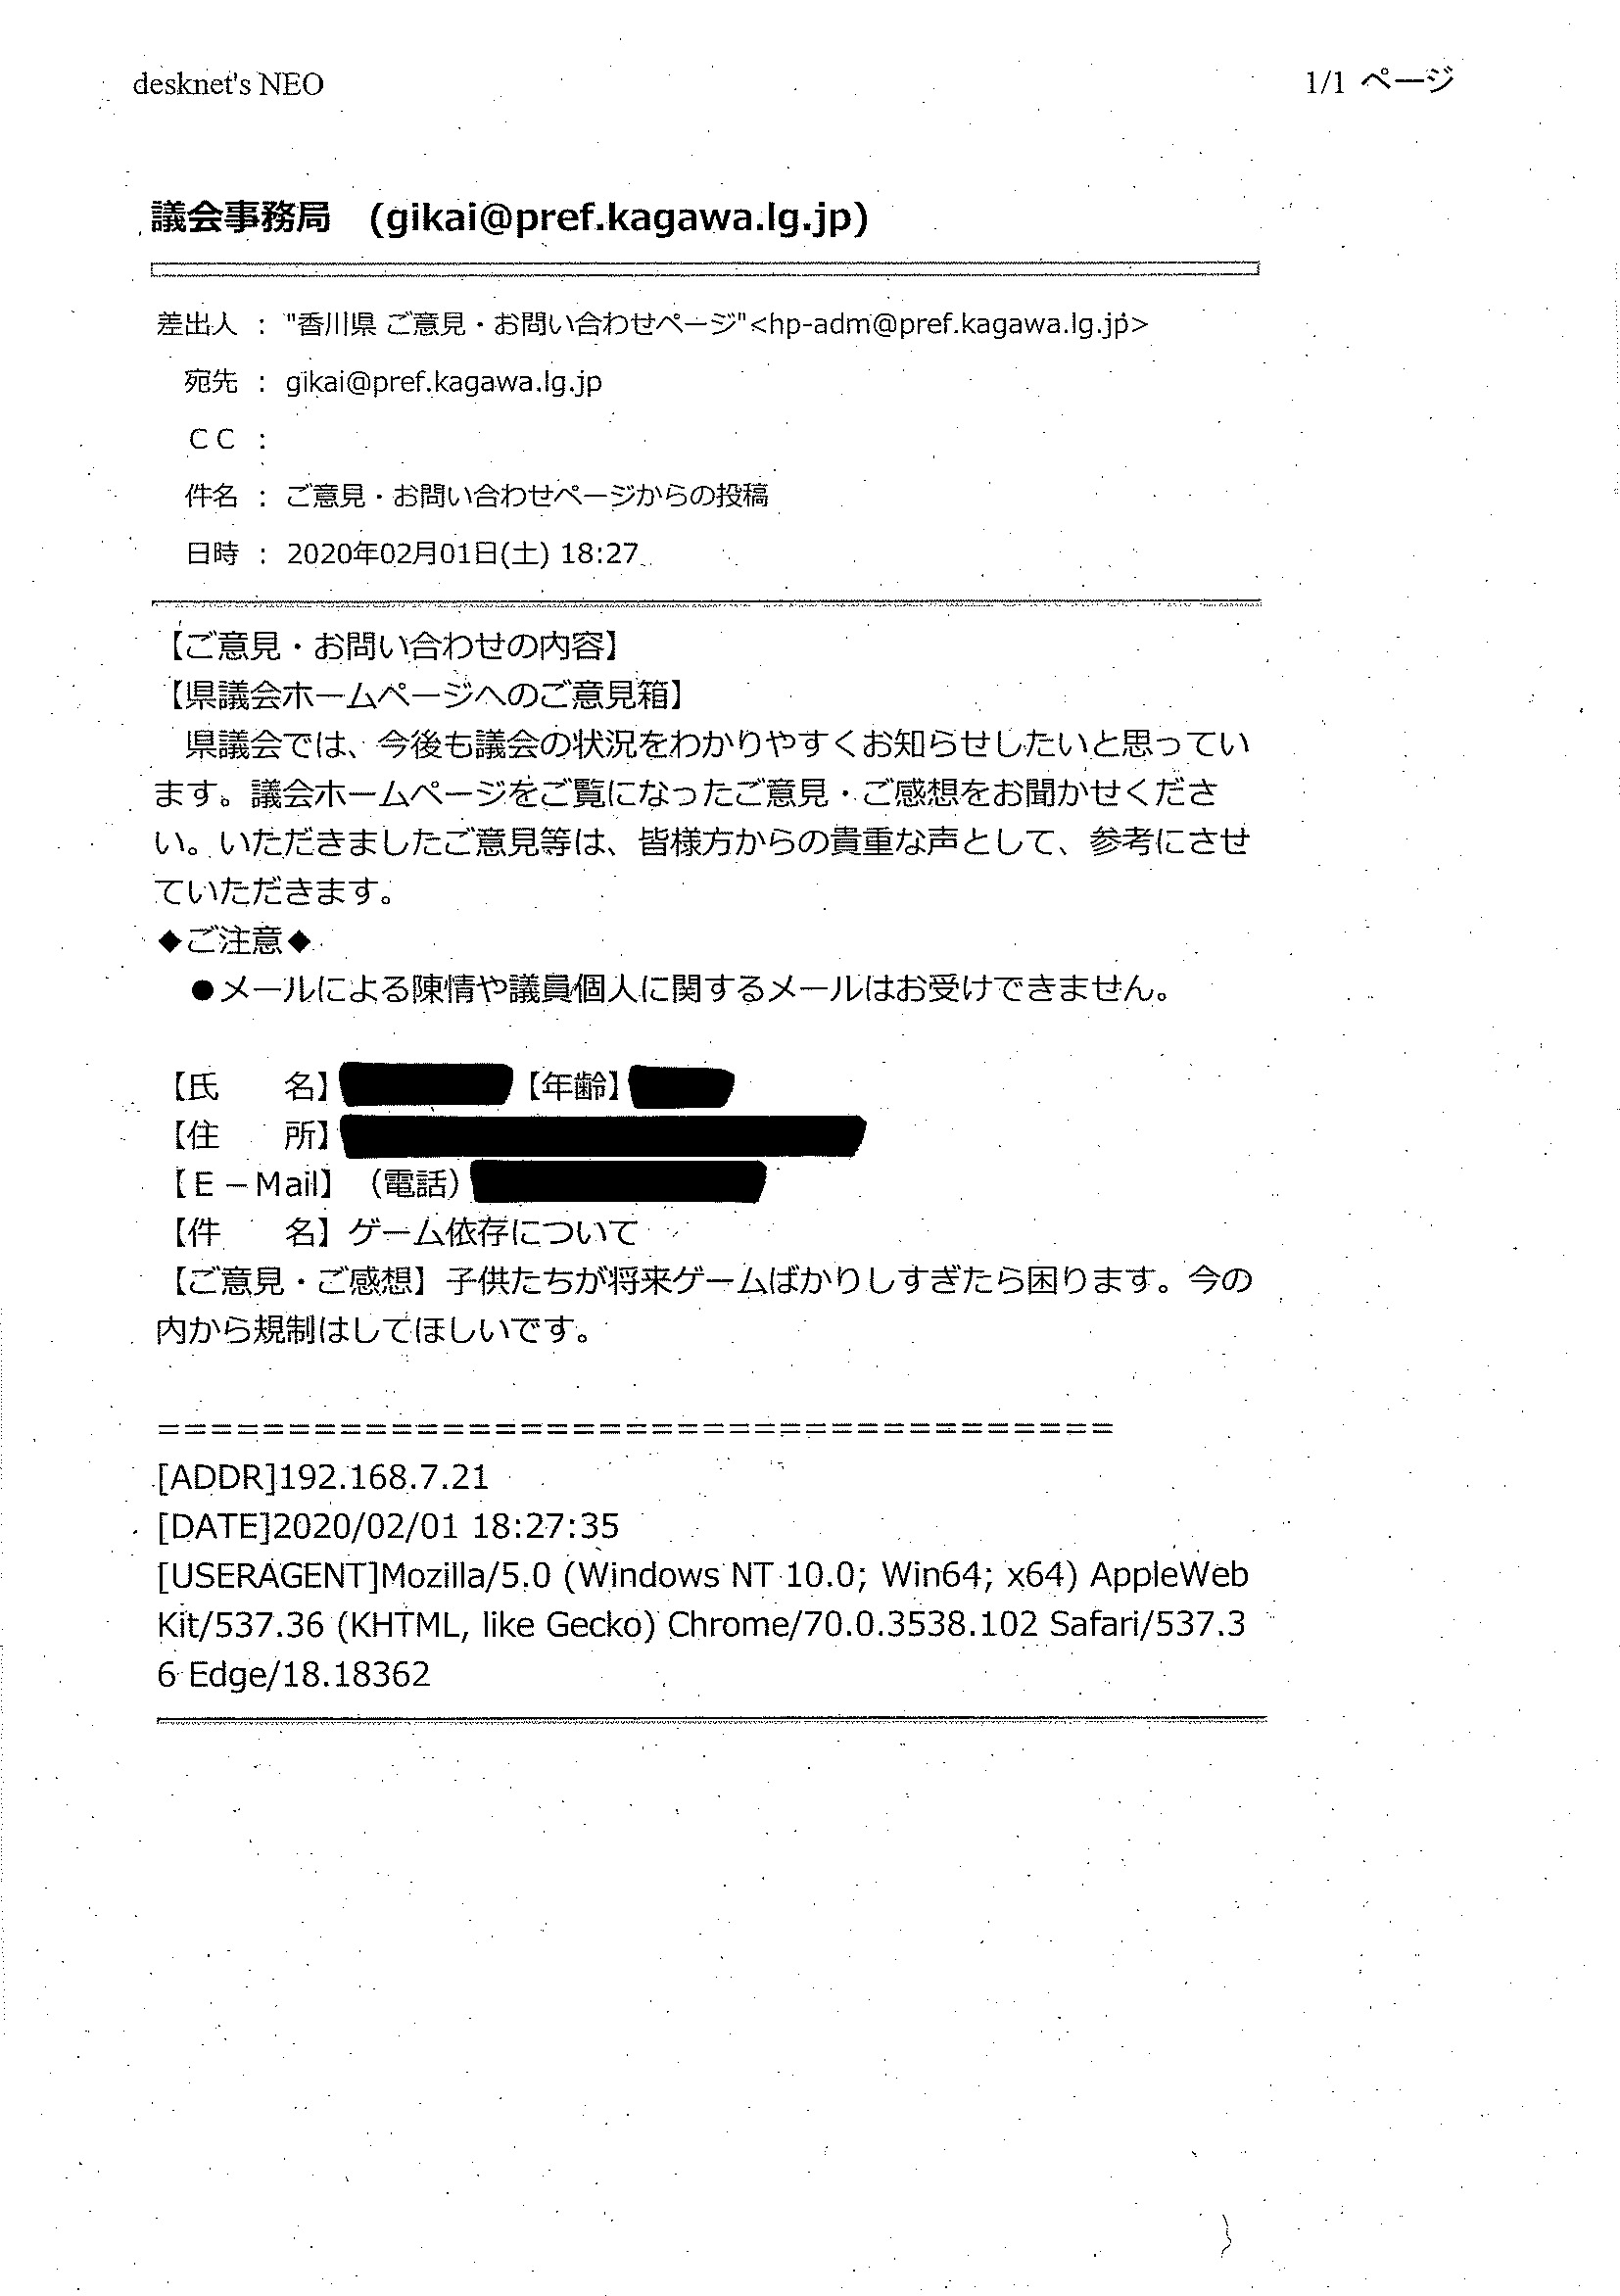 desknet's NEO
1/1 ページ
議会事務局　(gikai@pref.kagawa.lg.jp)
差出人 : "香川県 ご意見・お問い合わせページ"<hp-adm@pref.kagawa.lg.jp>
宛先 : gikai@pref.kagawa.lg.jp
ＣＣ :
件名 : ご意見・お問い合わせページからの投稿
日時 : 2020年02月01日(土) 18:27
【ご意見・お問い合わせの内容】
【県議会ホームページへのご意見箱】
　県議会では、今後も議会の状況をわかりやすくお知らせしたいと思ってい
ます。議会ホームページをご覧になったご意見・ご感想をお聞かせくださ
い。いただきましたご意見等は、皆様方からの貴重な声として、参考にさせ
ていただきます。
◆ご注意◆
　●メールによる陳情や議員個人に関するメールはお受けできません。
【氏　　名】　【年齢】
【住　　所】
【Ｅ－Mail】（電話）
【件　　名】ゲーム依存について
【ご意見・ご感想】子供たちが将来ゲームばかりしすぎたら困ります。今の
内から規制はしてほしいです。
=====================================
[ADDR]192.168.7.21
[DATE]2020/02/01 18:27:35
[USERAGENT]Mozilla/5.0 (Windows NT 10.0; Win64; x64) AppleWeb
Kit/537.36 (KHTML, like Gecko) Chrome/70.0.3538.102 Safari/537.3
6 Edge/18.18362